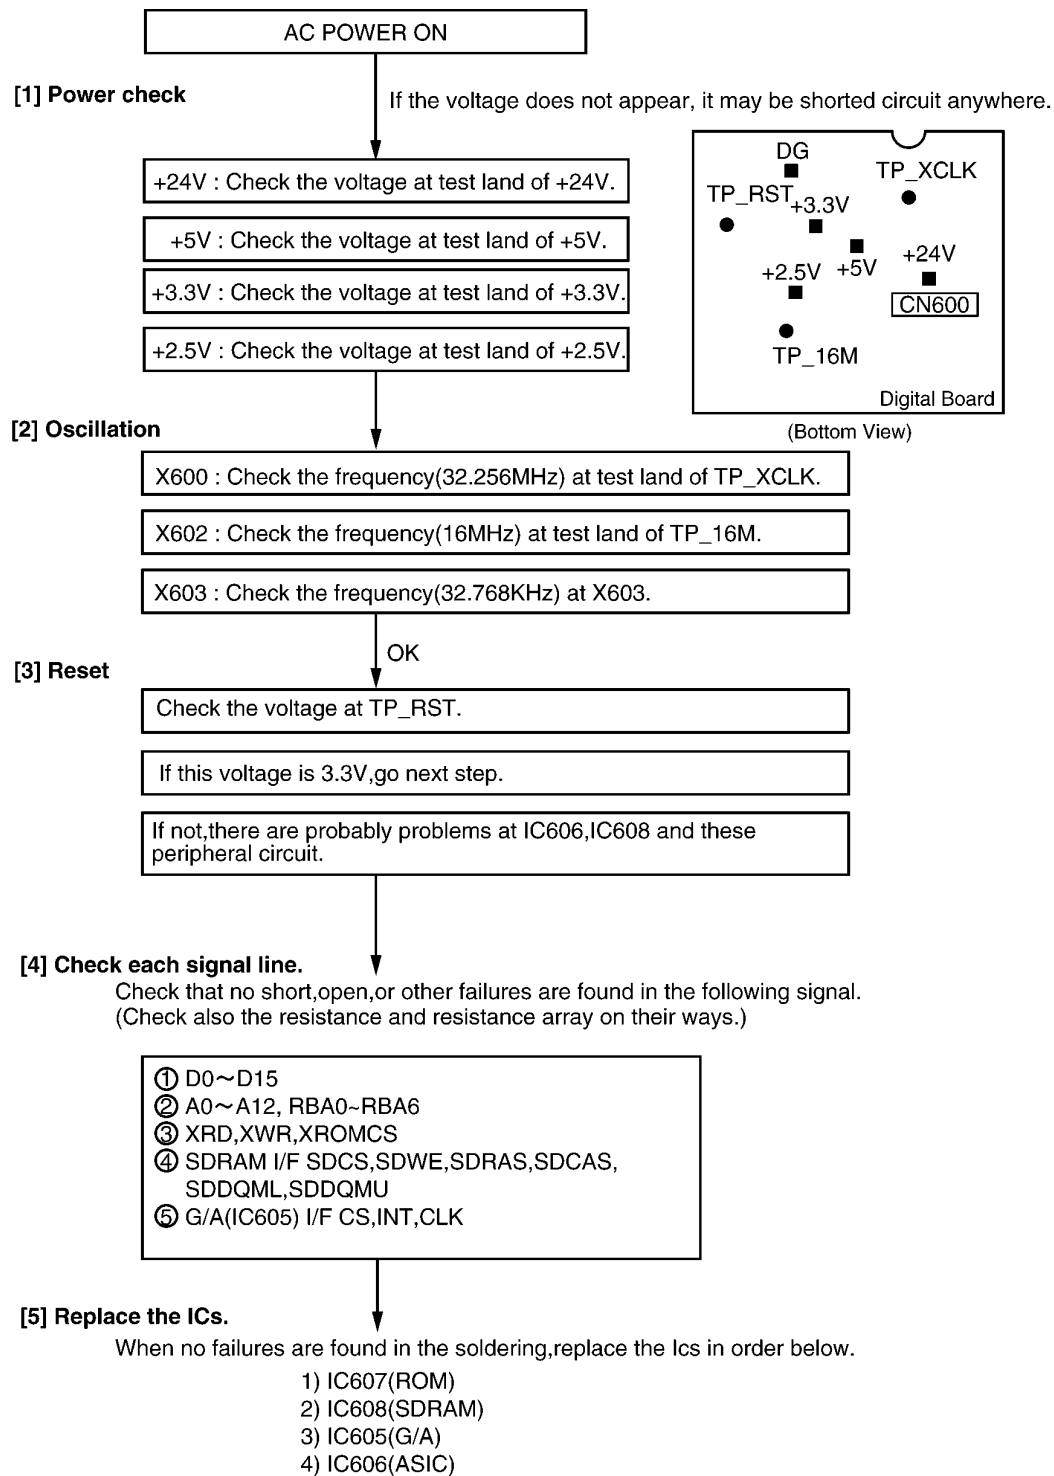 AC POWER ON
[1] Power check
If the voltage does not appear, it may be shorted circuit anywhere.
+24V : Check the voltage at test land of +24V.
+5V : Check the voltage at test land of +5V.
+3.3V : Check the voltage at test land of +3.3V.
+2.5V : Check the voltage at test land of +2.5V.
DG
TP_XCLK
TP_RST
+3.3V
+24V
+2.5V
+5V
CN600
TP_16M
Digital Board
(Bottom View)
[2] Oscillation
X600 : Check the frequency(32.256MHz) at test land of TP_XCLK.
X602 : Check the frequency(16MHz) at test land of TP_16M.
X603 : Check the frequency(32.768KHz) at X603.
OK
[3] Reset
Check the voltage at TP_RST.
If this voltage is 3.3V,go next step.
If not,there are probably problems at IC606,IC608 and these
peripheral circuit.
[4] Check each signal line.
Check that no short,open,or other failures are found in the following signal.
(Check also the resistance and resistance array on their ways.)
① D0～D15
② A0～A12, RBA0~RBA6
③ XRD,XWR,XROMCS
④ SDRAM I/F SDCS,SDWE,SDRAS,SDCAS,
SDDQML,SDDQMU
⑤ G/A(IC605) I/F CS,INT,CLK
[5] Replace the ICs.
When no failures are found in the soldering,replace the Ics in order below.
1) IC607(ROM)
2) IC608(SDRAM)
3) IC605(G/A)
4) IC606(ASIC)